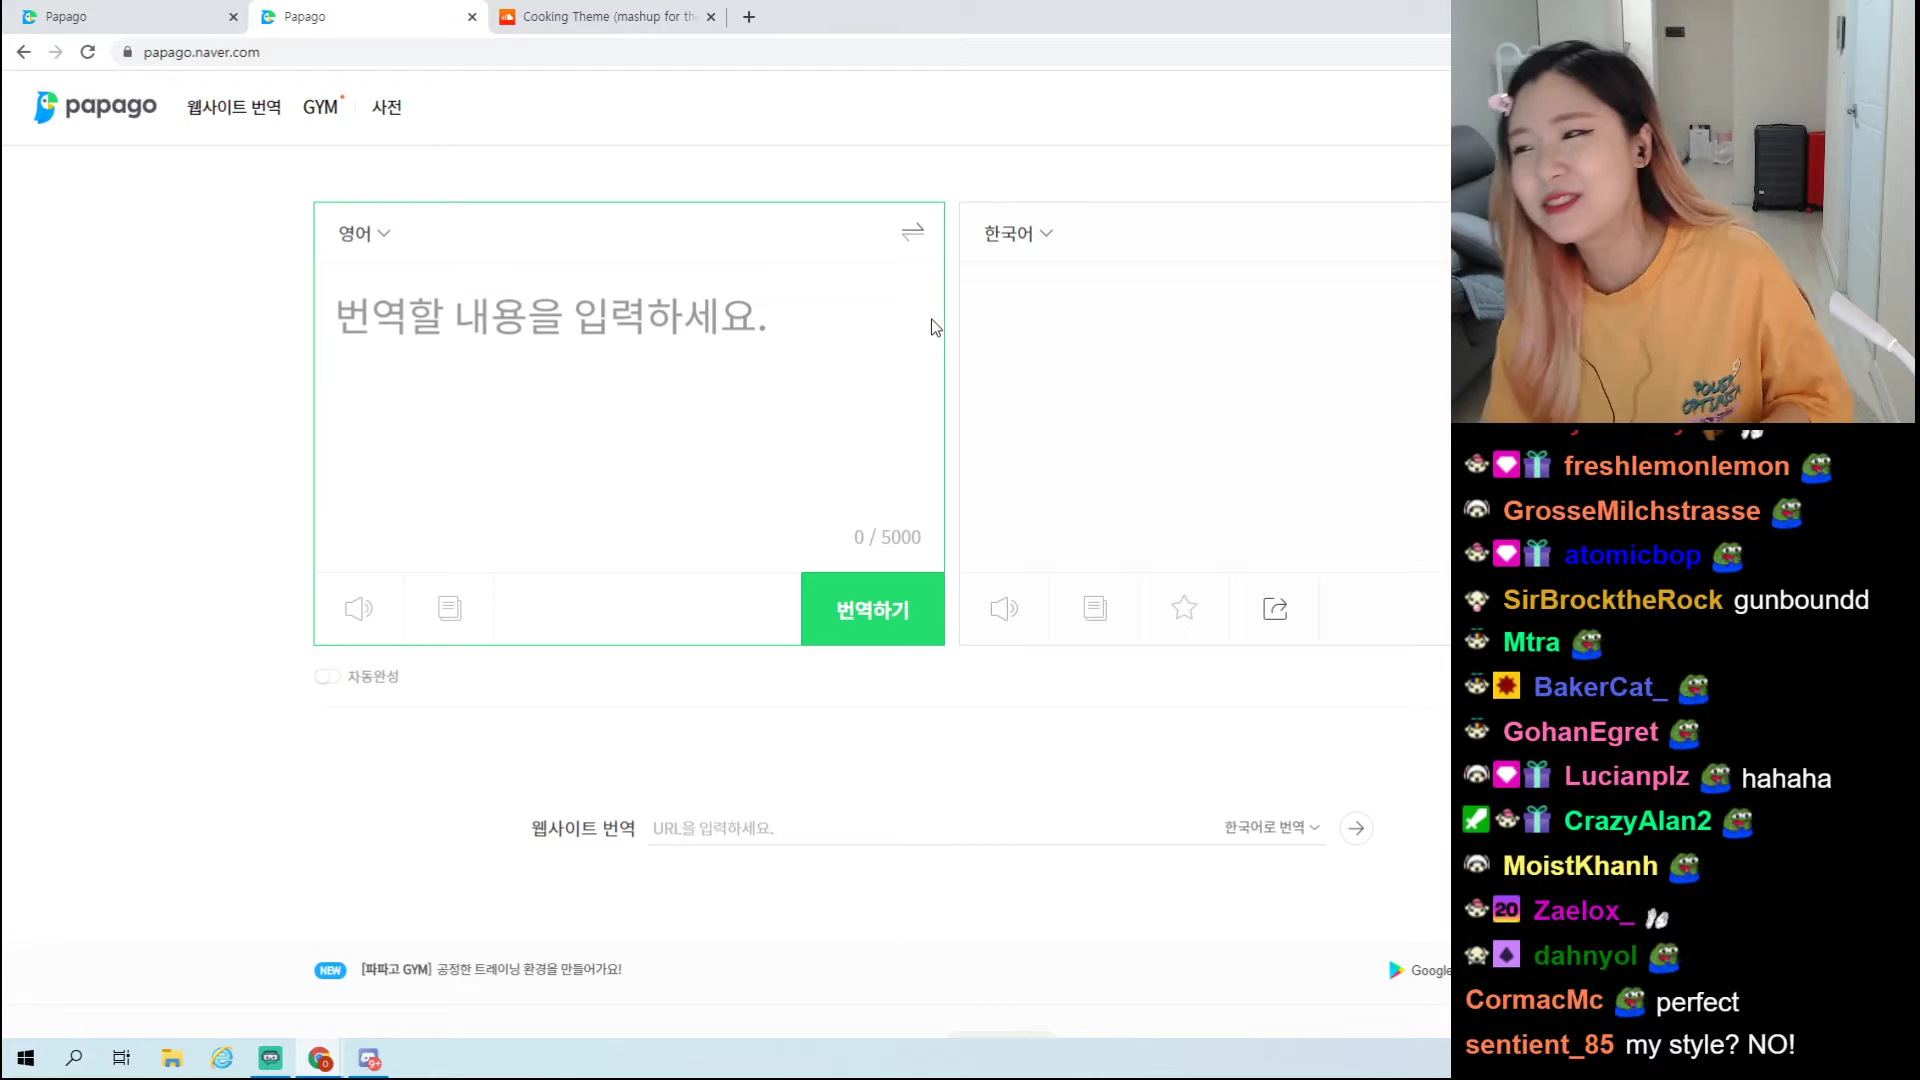 Papago
Papago
Cooking Theme (mashup for th
papago.naver.com
papago
웹사이트 번역
GYM
사전
영어
한국어
번역할 내용을 입력하세요.
0 / 5000
번역하기
자동완성
웹사이트 번역
URL을 입력하세요.
한국어로 번역
NEW
[파파고 GYM] 공정한 트레이닝 환경을 만들어가요!
Google
9+
POWER
freshlemonlemon
GrosseMilchstrasse
atomicbop
SirBrocktheRock gunboundd
Mtra
BakerCat_
GohanEgret
Lucianplz hahaha
CrazyAlan2
MoistKhanh
20 Zaelox_
dahnyol
CormacMc perfect
sentient_85 my style? NO!